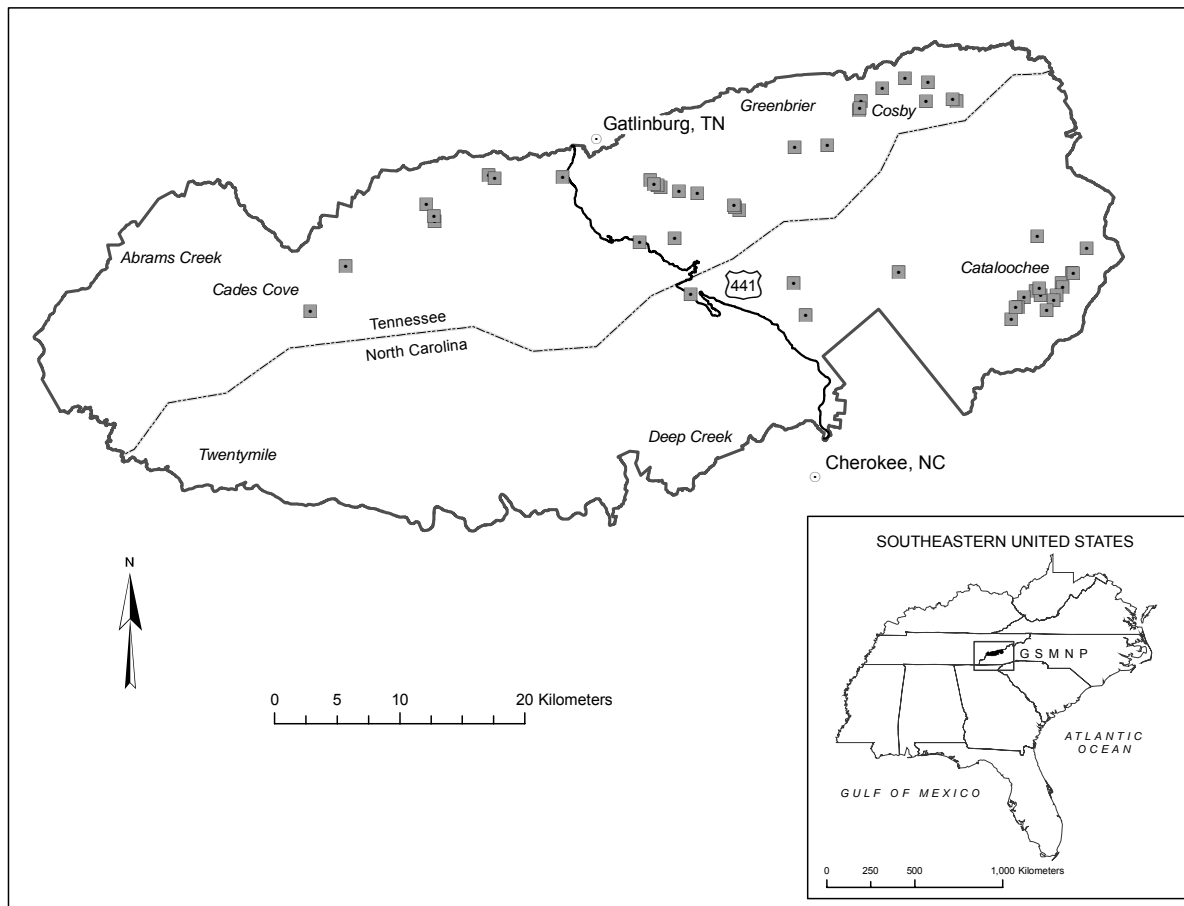 Greenbrier
Cosby
Gatlinburg, TN
Abrams Creek
Cades Cove
Cataloochee
441
Tennessee
North Carolina
Twentymile
Deep Creek
Cherokee, NC
N
0 5 10 20 Kilometers
SOUTHEASTERN UNITED STATES
GSMNP
ATLANTIC
OCEAN
GULF OF MEXICO
0 250 500 1,000 Kilometers